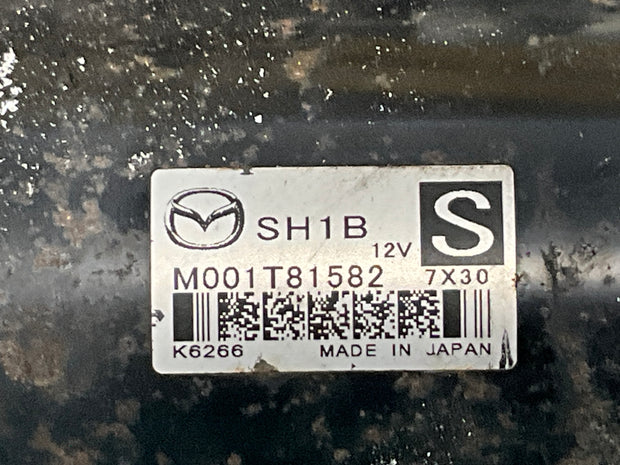 SH1B
12V
S
M001T81582 7X30
K6266 MADE IN JAPAN